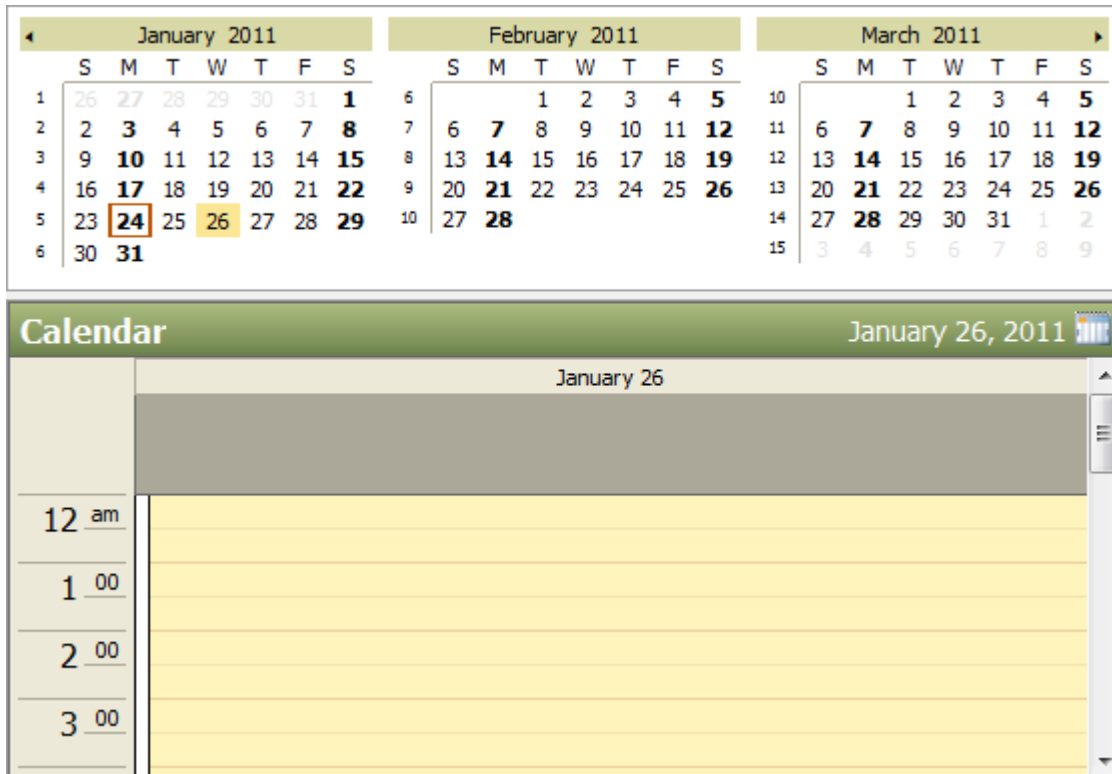 January 2011
S M T W T F S
1 26 27 28 29 30 31 1
2 2 3 4 5 6 7 8
3 9 10 11 12 13 14 15
4 16 17 18 19 20 21 22
5 23 24 25 26 27 28 29
6 30 31
February 2011
S M T W T F S
6 1 2 3 4 5
7 6 7 8 9 10 11 12
8 13 14 15 16 17 18 19
9 20 21 22 23 24 25 26
10 27 28
March 2011
S M T W T F S
10 1 2 3 4 5
11 6 7 8 9 10 11 12
12 13 14 15 16 17 18 19
13 20 21 22 23 24 25 26
14 27 28 29 30 31 1 2
15 3 4 5 6 7 8 9
Calendar January 26, 2011
January 26
12 am
1 00
2 00
3 00